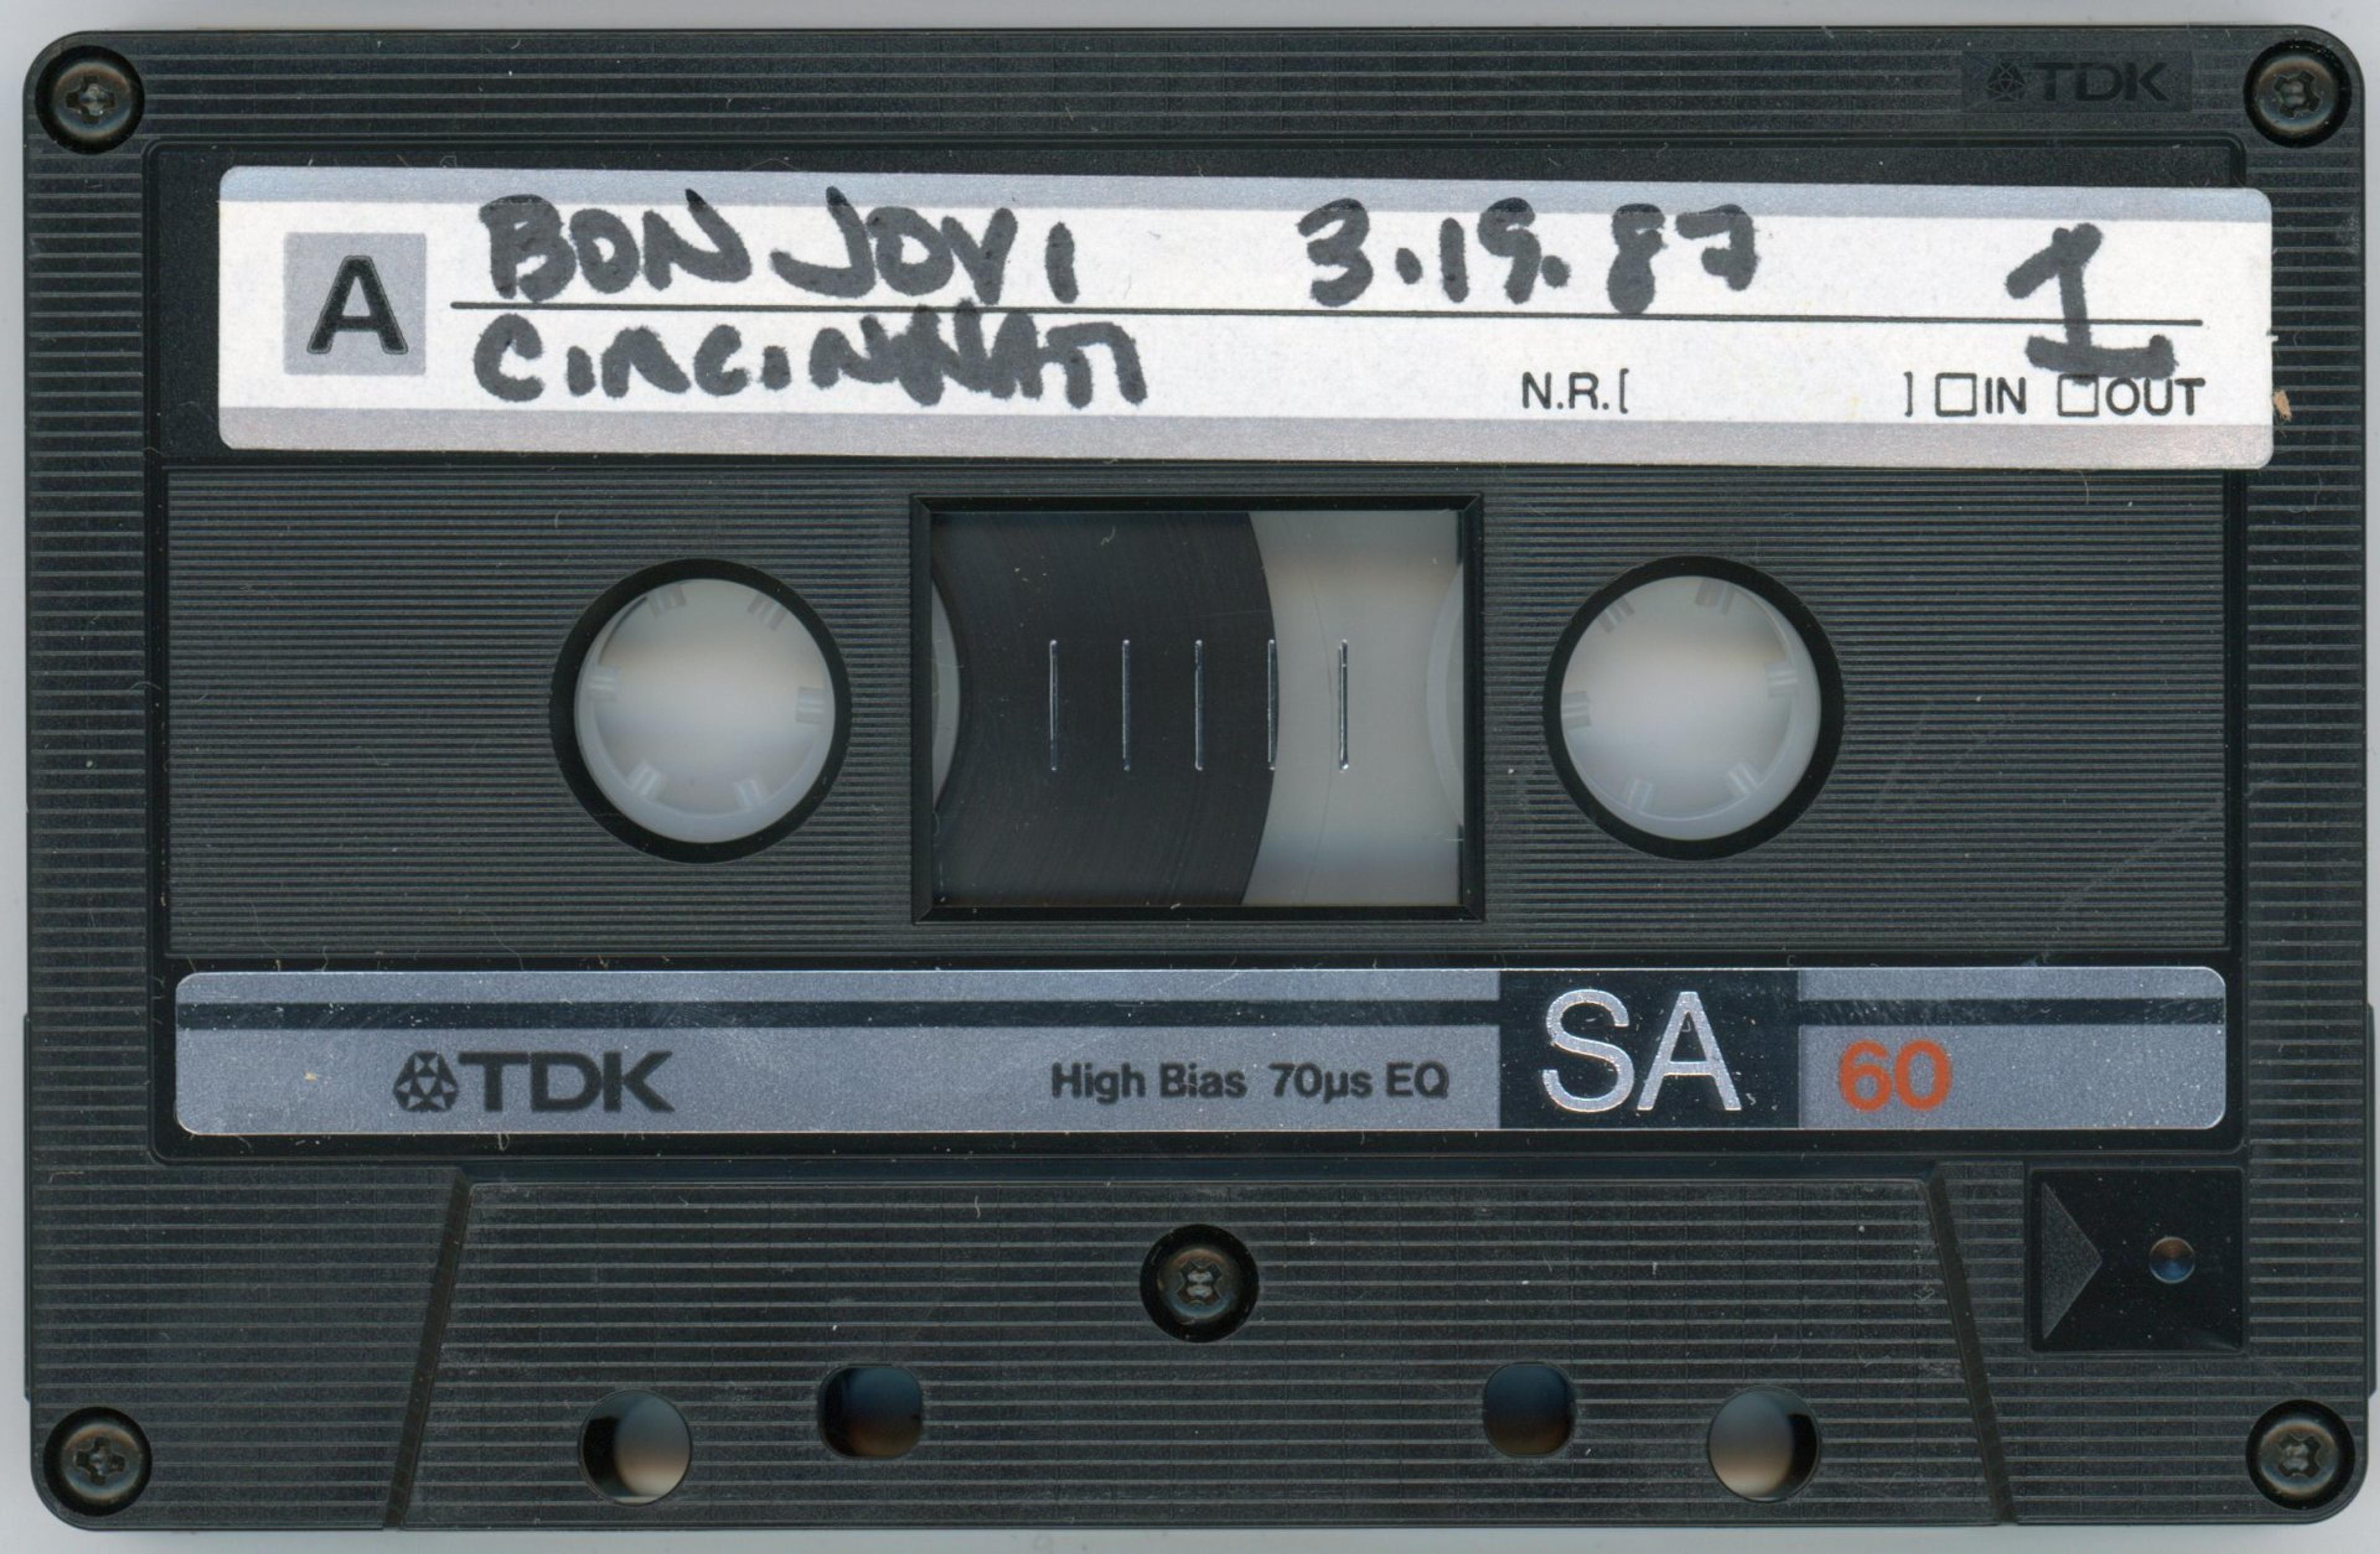 TDK
A BON JOVI 3.19.87 1
CINCINNATI
N.R.[ ] IN OUT
TDK High Bias 70µs EQ SA 60